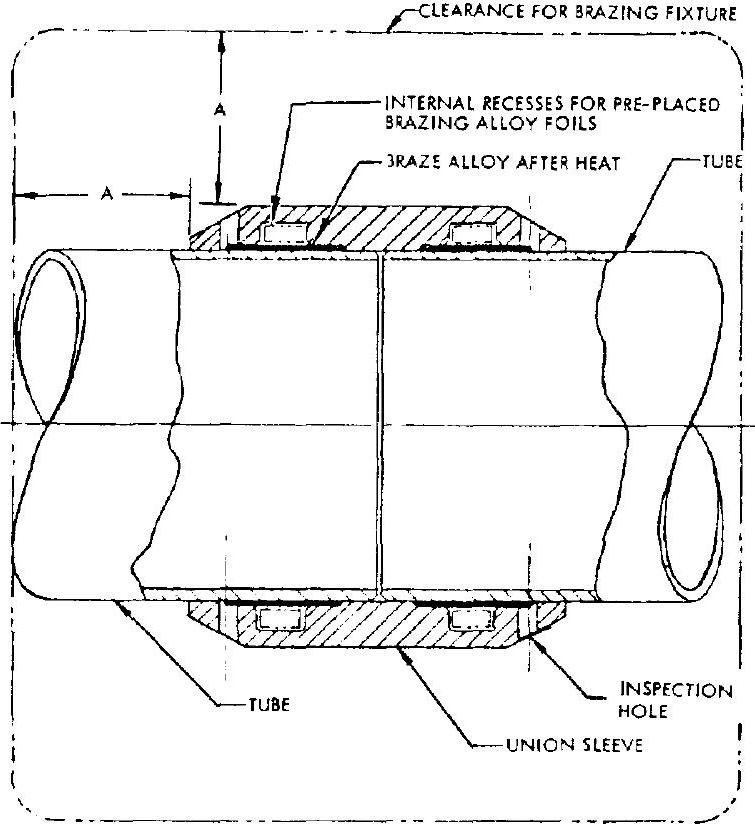 CLEARANCE FOR BRAZING FIXTURE
A
INTERNAL RECESSES FOR PRE-PLACED
BRAZING ALLOY FOILS
BRAZE ALLOY AFTER HEAT
TUBE
A
TUBE
INSPECTION
HOLE
UNION SLEEVE